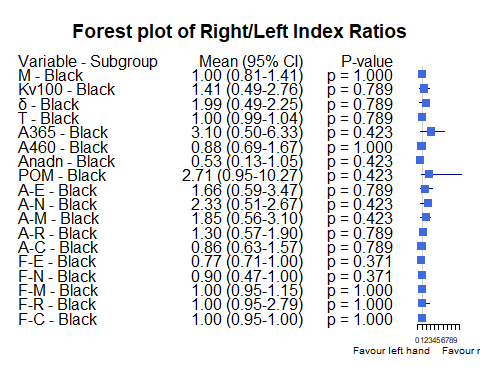 Forest plot of Right/Left Index Ratios
Variable - Subgroup Mean (95% CI) P-value
M - Black 1.00 (0.81-1.41) p = 1.000
Kv100 - Black 1.41 (0.49-2.76) p = 0.789
δ - Black 1.99 (0.49-2.25) p = 0.789
T - Black 1.00 (0.99-1.04) p = 0.789
A365 - Black 3.10 (0.50-6.33) p = 0.423
A460 - Black 0.88 (0.69-1.67) p = 1.000
Anadn - Black 0.53 (0.13-1.05) p = 0.423
POM - Black 2.71 (0.95-10.27) p = 0.423
A-E - Black 1.66 (0.59-3.47) p = 0.789
A-N - Black 2.33 (0.51-2.67) p = 0.423
A-M - Black 1.85 (0.56-3.10) p = 0.423
A-R - Black 1.30 (0.57-1.90) p = 0.789
A-C - Black 0.86 (0.63-1.57) p = 0.789
F-E - Black 0.77 (0.71-1.00) p = 0.371
F-N - Black 0.90 (0.47-1.00) p = 0.371
F-M - Black 1.00 (0.95-1.15) p = 1.000
F-R - Black 1.00 (0.95-2.79) p = 1.000
F-C - Black 1.00 (0.95-1.00) p = 1.000
0123456789
Favour left hand Favour r